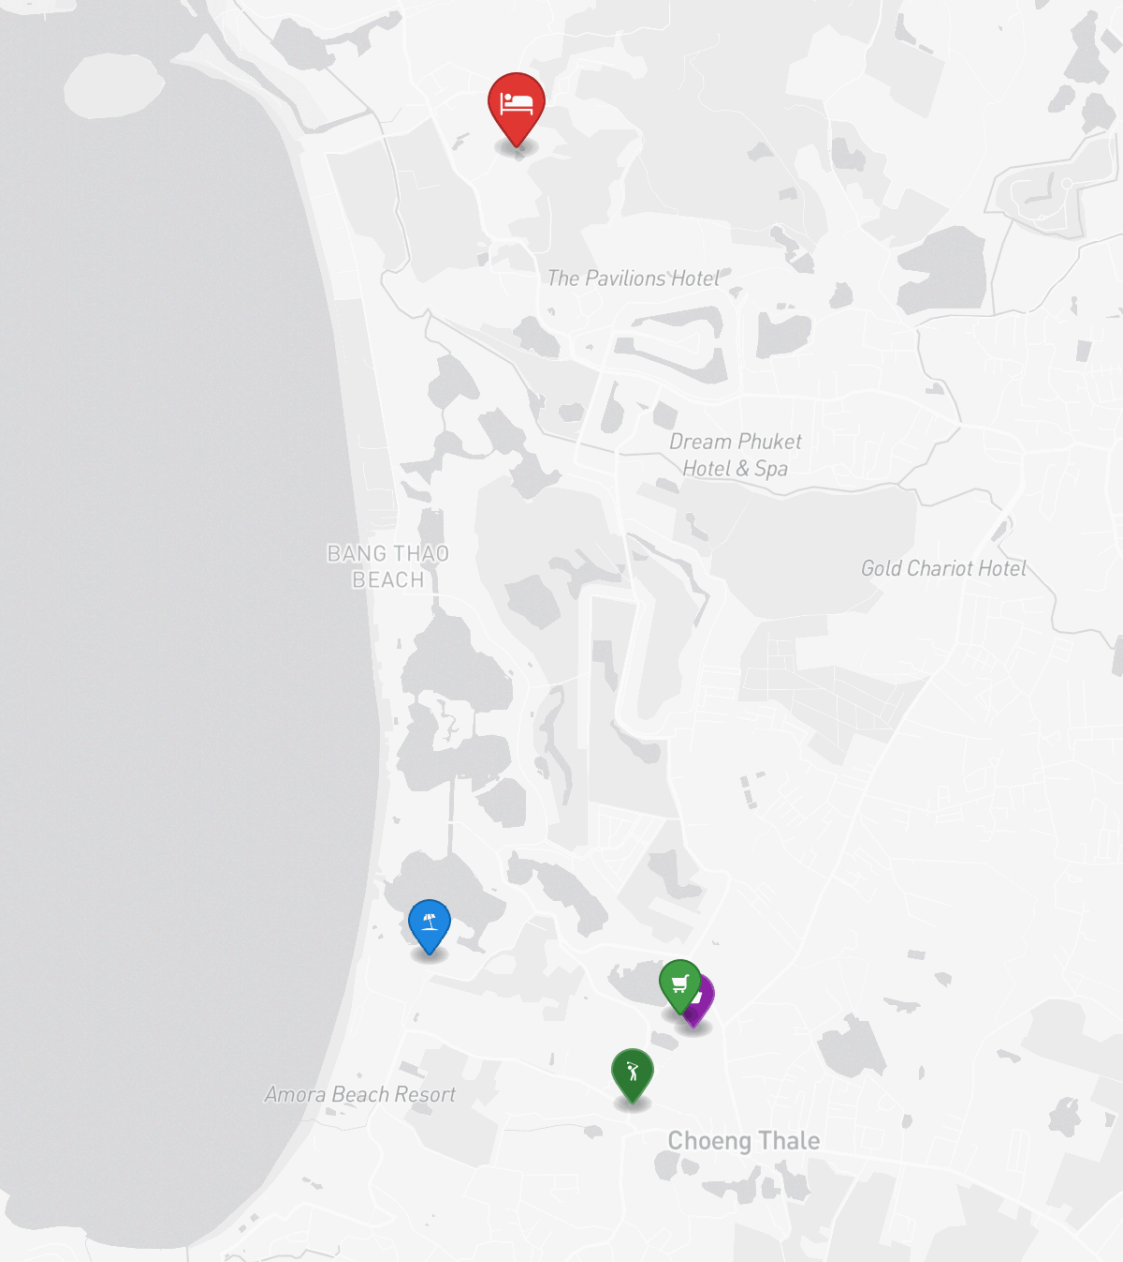 The Pavilions Hotel
Dream Phuket
Hotel & Spa
BANG THAO
BEACH
Gold Chariot Hotel
Amora Beach Resort
Choeng Thale